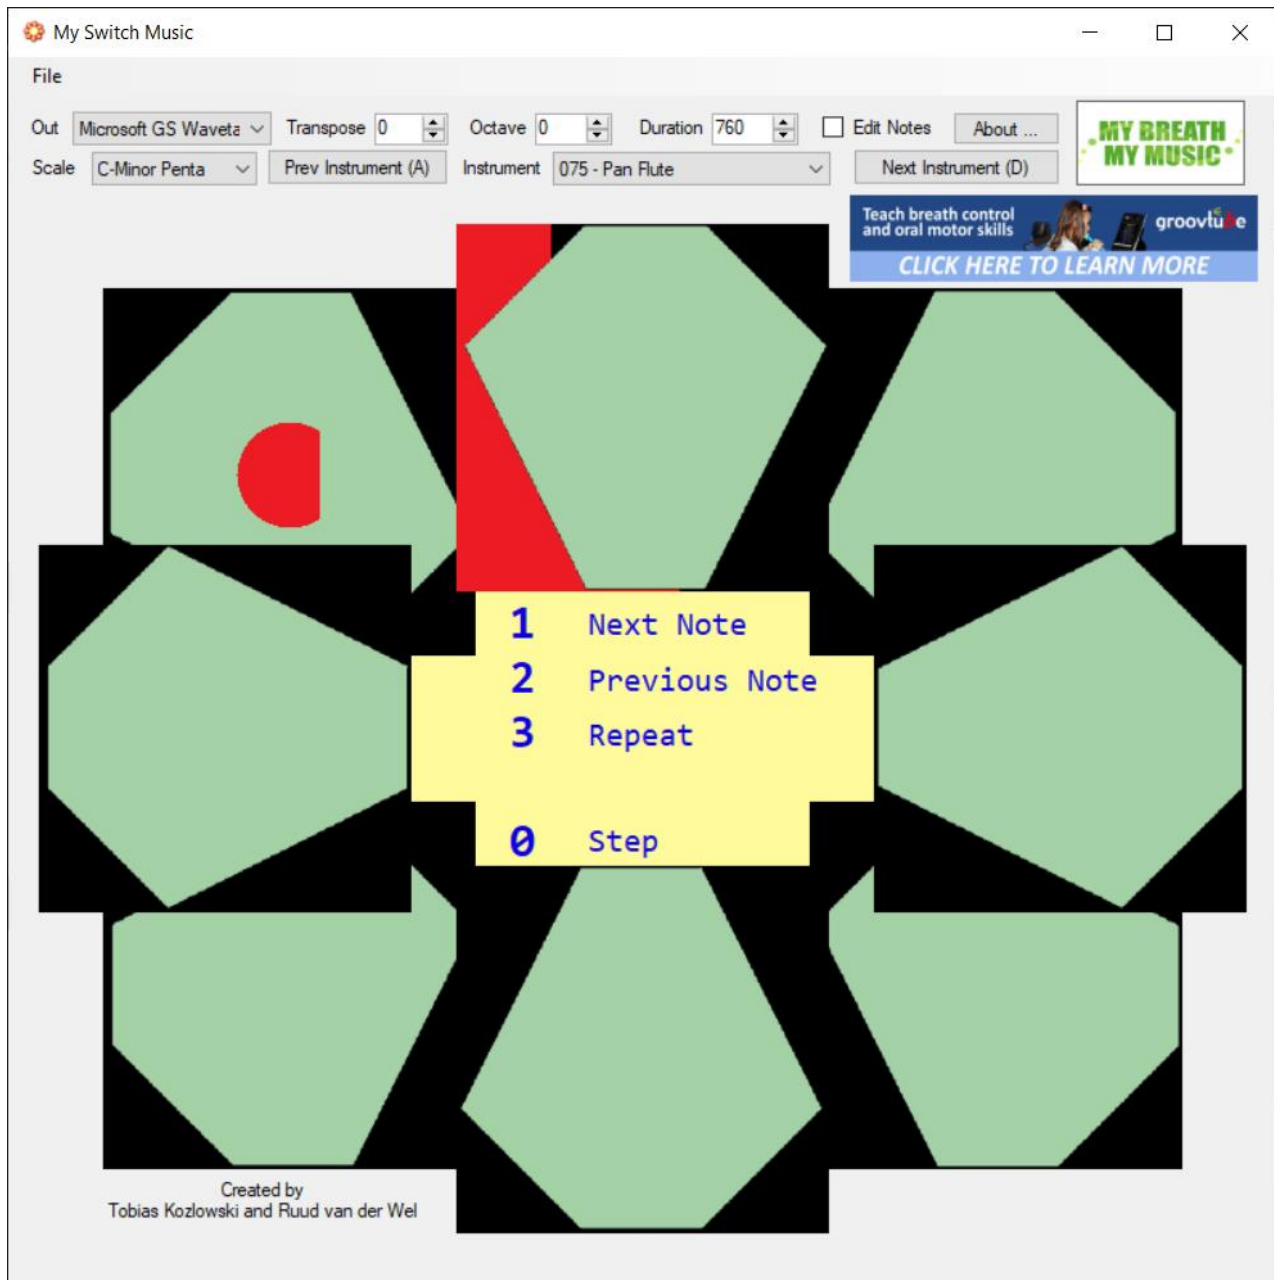 My Switch Music
File
Out Microsoft GS Waveta Transpose 0 Octave 0 Duration 760 Edit Notes About ...
Scale C-Minor Penta Prev Instrument (A) Instrument 075 - Pan Flute Next Instrument (D)
MY BREATH
MY MUSIC
Teach breath control
and oral motor skills
groovtube
CLICK HERE TO LEARN MORE
1 Next Note
2 Previous Note
3 Repeat
0 Step
Created by
Tobias Kozlowski and Ruud van der Wel